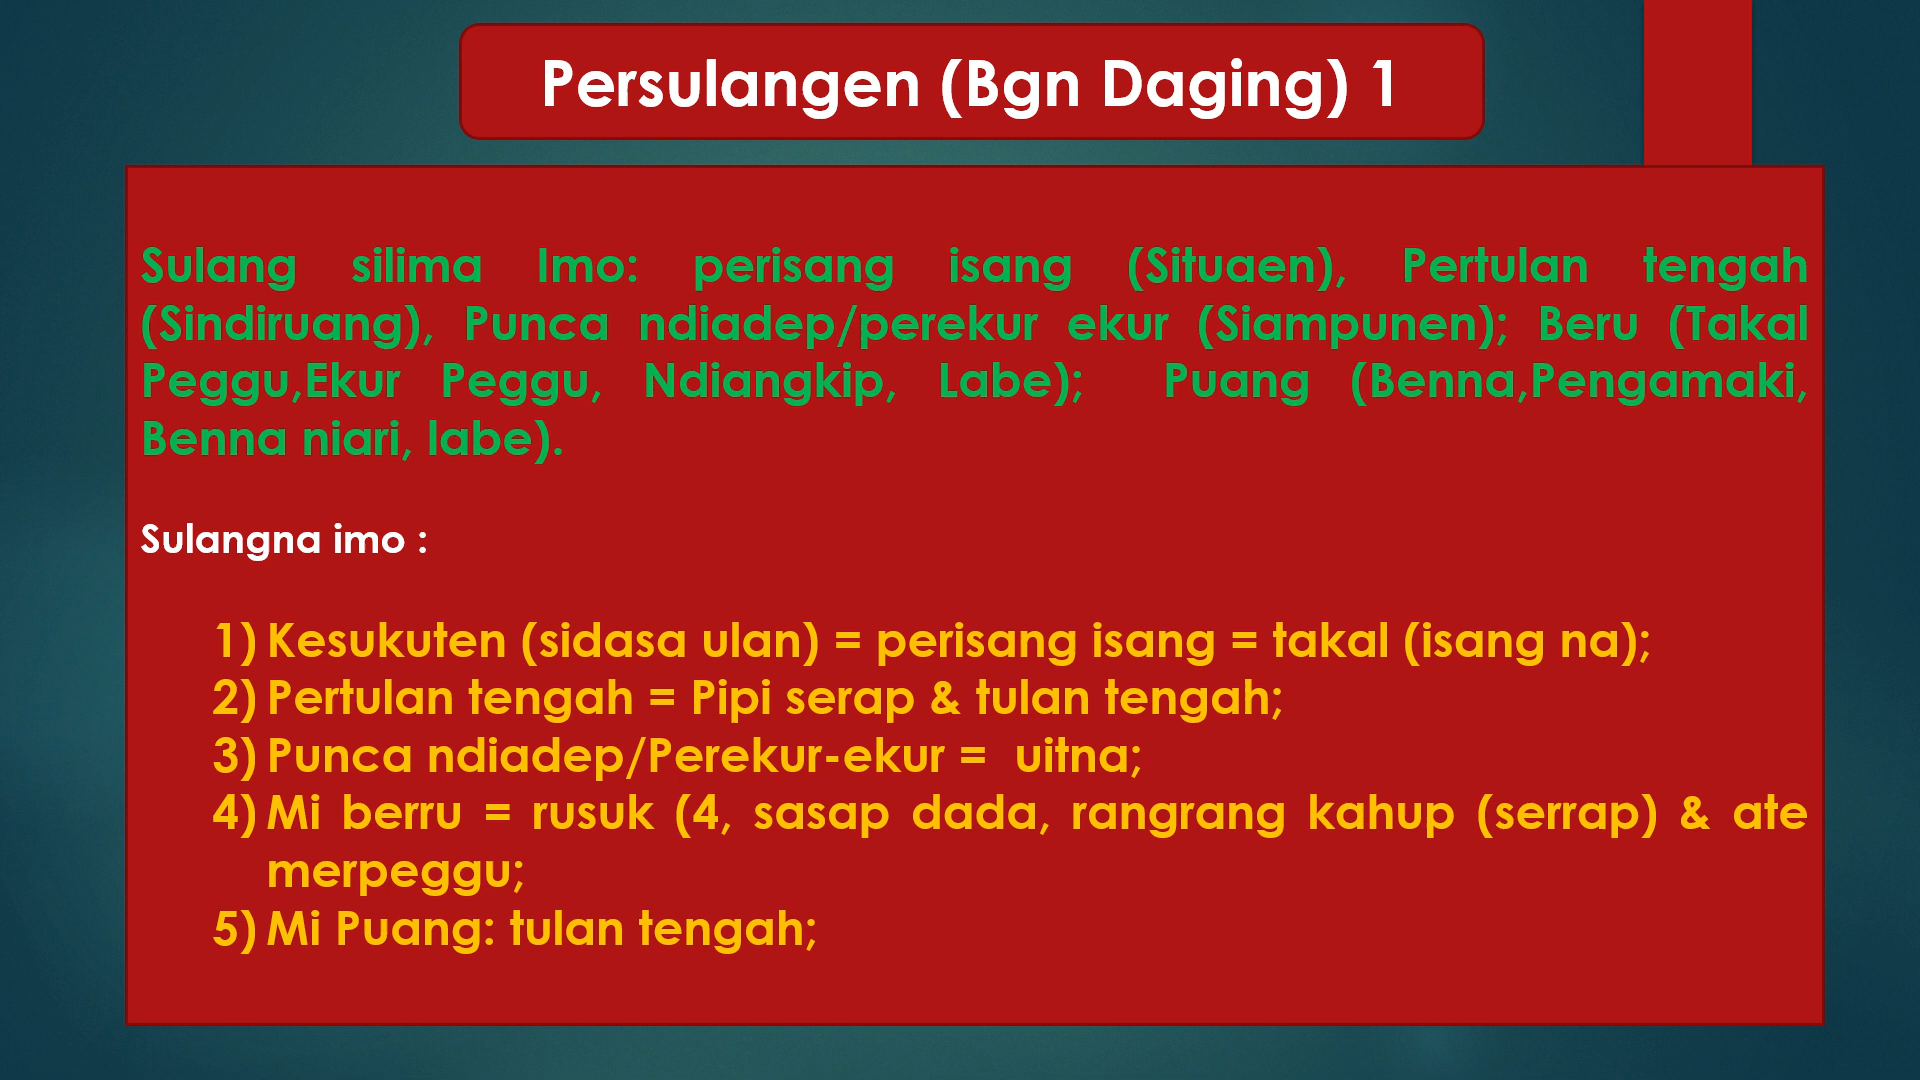 Persulangen (Bgn Daging) 1
Sulang silima Imo: perisang isang (Situaen), Pertulan tengah
(Sindiruang), Punca ndiadep/perekur ekur (Siampunen); Beru (Takal
Peggu,Ekur Peggu, Ndiangkip, Labe); Puang (Benna,Pengamaki,
Benna niari, labe).
Sulangna imo :
1) Kesukuten (sidasa ulan) = perisang isang = takal (isang na);
2) Pertulan tengah = Pipi serap & tulan tengah;
3) Punca ndiadep/Perekur-ekur = uitna;
4) Mi berru = rusuk (4, sasap dada, rangrang kahup (serrap) & ate
merpeggu;
5) Mi Puang: tulan tengah;